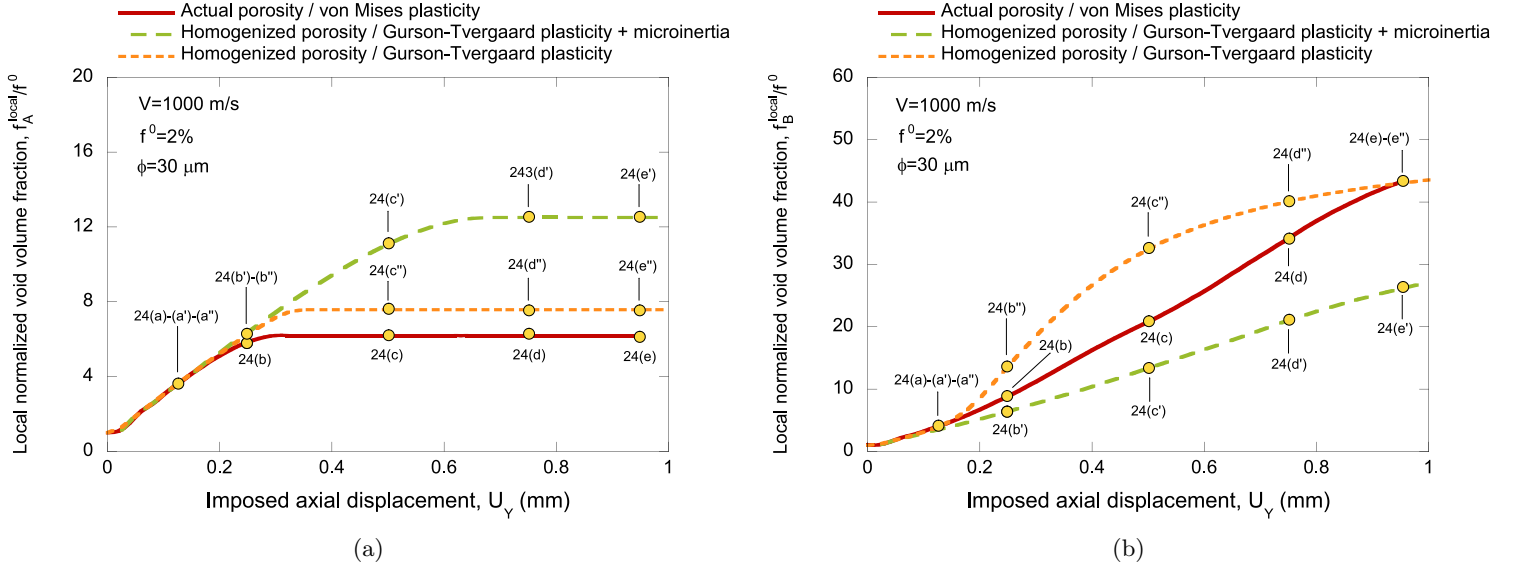 Actual porosity / von Mises plasticity
Homogenized porosity / Gurson-Tvergaard plasticity + microinertia
Homogenized porosity / Gurson-Tvergaard plasticity
20
16
12
8
4
0
Local normalized void volume fraction, f_A^local/f^0
V=1000 m/s
f^0=2%
ϕ=30 μm
24(a)-(a')-(a'')
24(b')-(b'')
24(b)
24(c')
24(c'')
24(c)
243(d')
24(d'')
24(d)
24(e')
24(e'')
24(e)
0 0.2 0.4 0.6 0.8 1
Imposed axial displacement, U_Y (mm)
(a)
Actual porosity / von Mises plasticity
Homogenized porosity / Gurson-Tvergaard plasticity + microinertia
Homogenized porosity / Gurson-Tvergaard plasticity
60
50
40
30
20
10
0
Local normalized void volume fraction, f_B^local/f^0
V=1000 m/s
f^0=2%
ϕ=30 μm
24(a)-(a')-(a'')
24(b'')
24(b)
24(b')
24(c'')
24(c)
24(c')
24(d'')
24(d)
24(d')
24(e)-(e'')
24(e')
0 0.2 0.4 0.6 0.8 1
Imposed axial displacement, U_Y (mm)
(b)